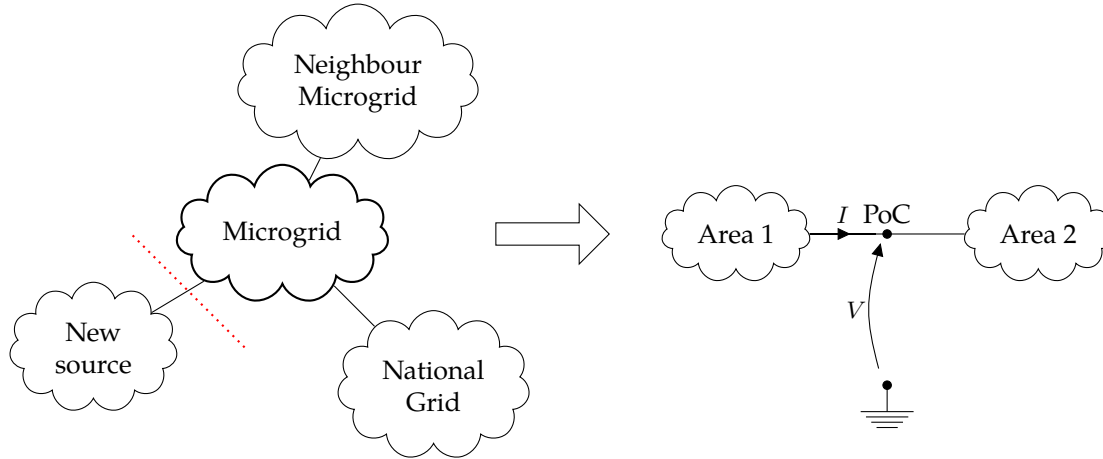 Neighbour
Microgrid
Microgrid
New
source
National
Grid
Area 1
I
PoC
Area 2
V